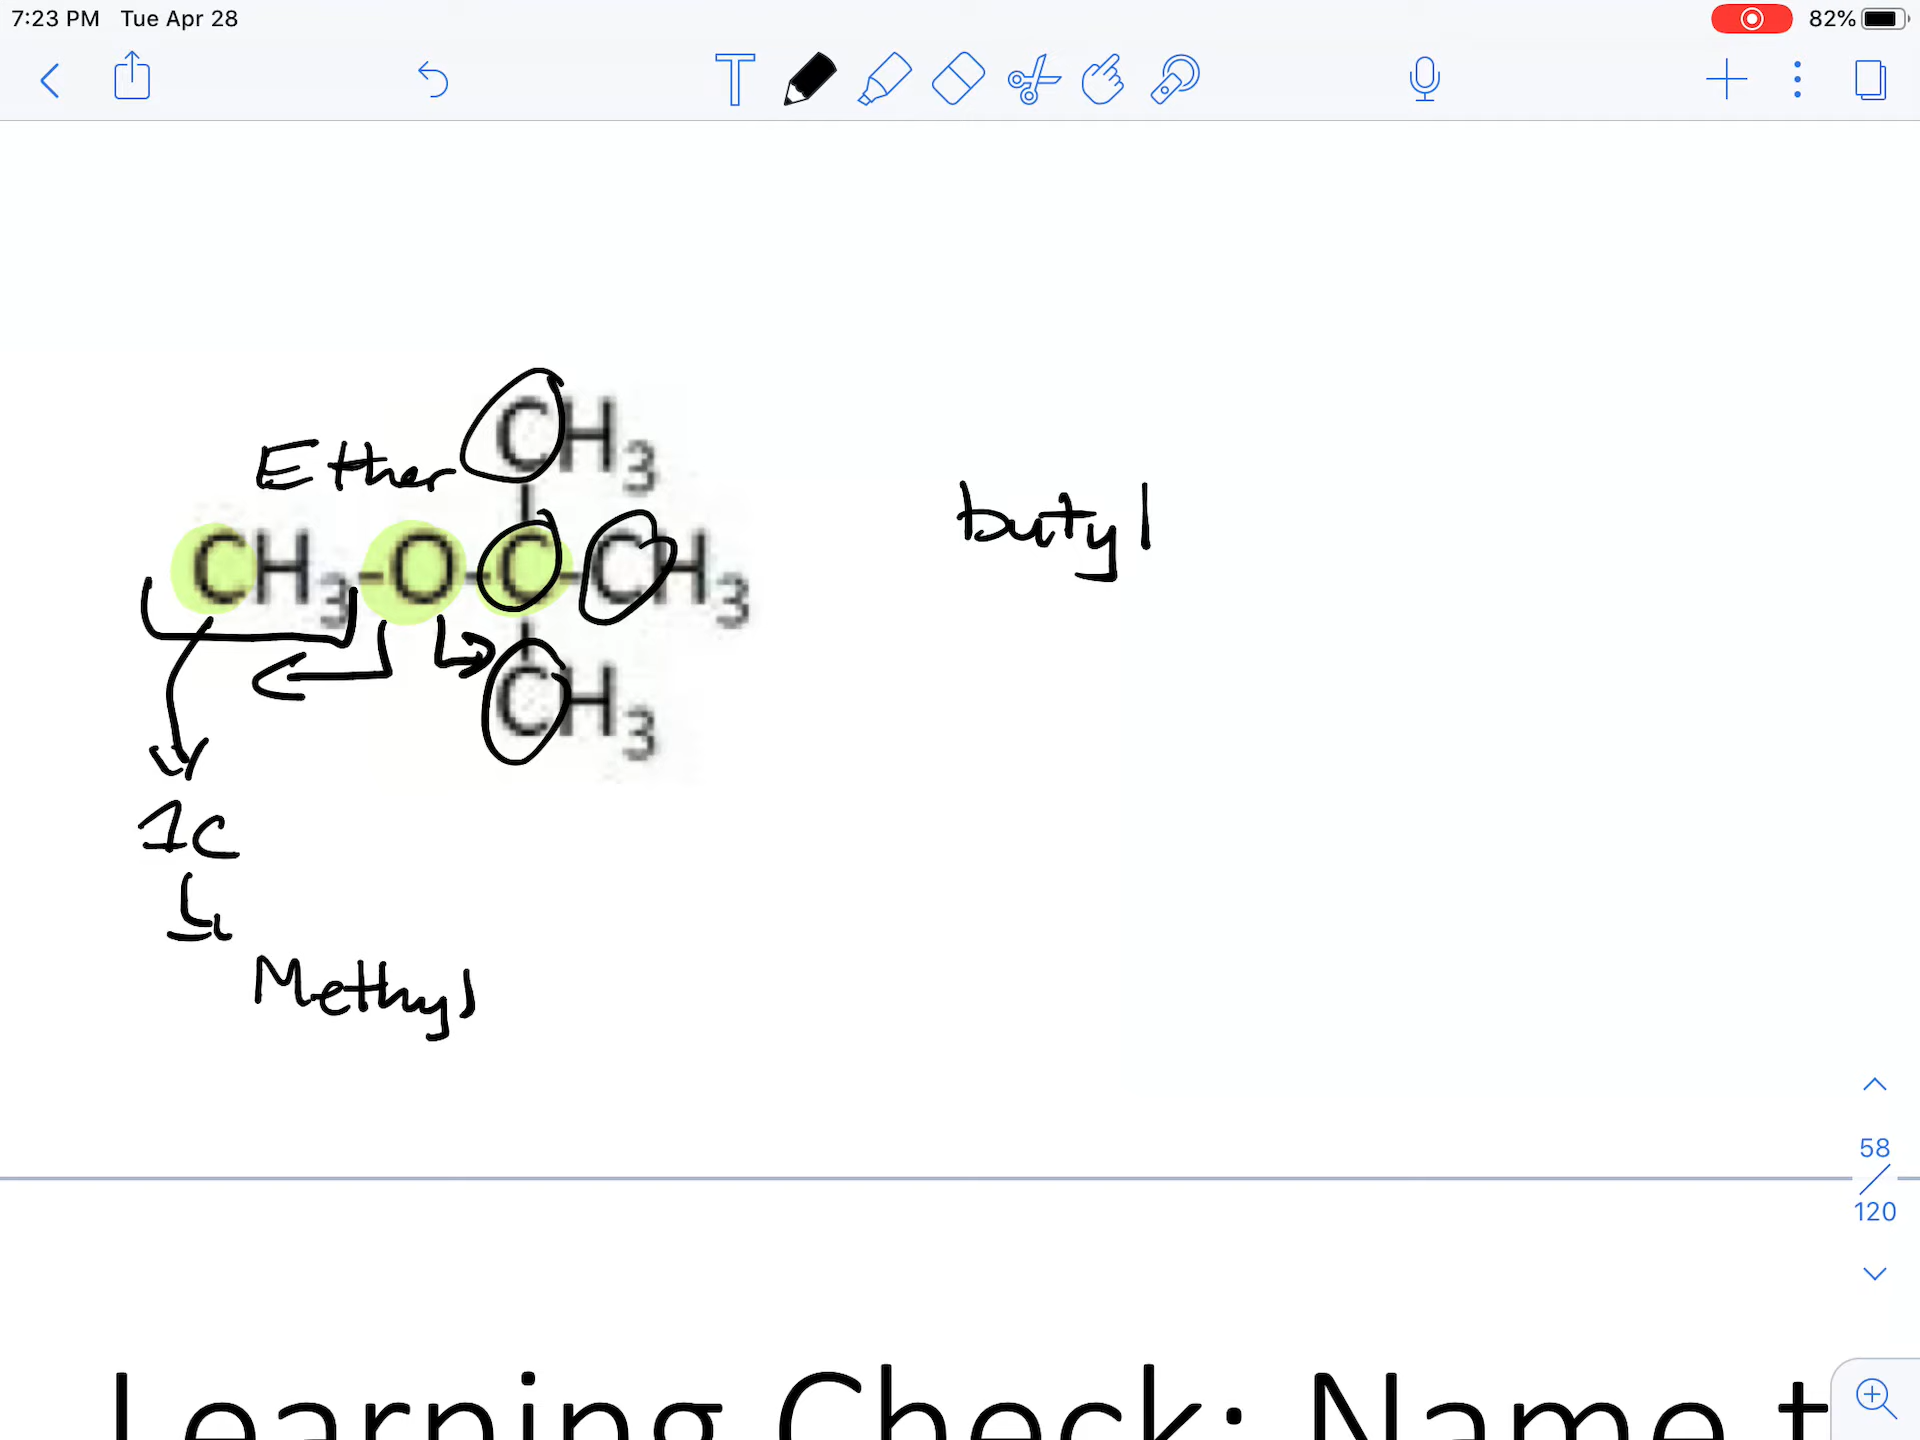 7:23 PM Tue Apr 28
82%
T
CH3
Ether
butyl
CH3-O-C-CH3
CH3
1C
Methyl
58
120
Learning Check: Name t